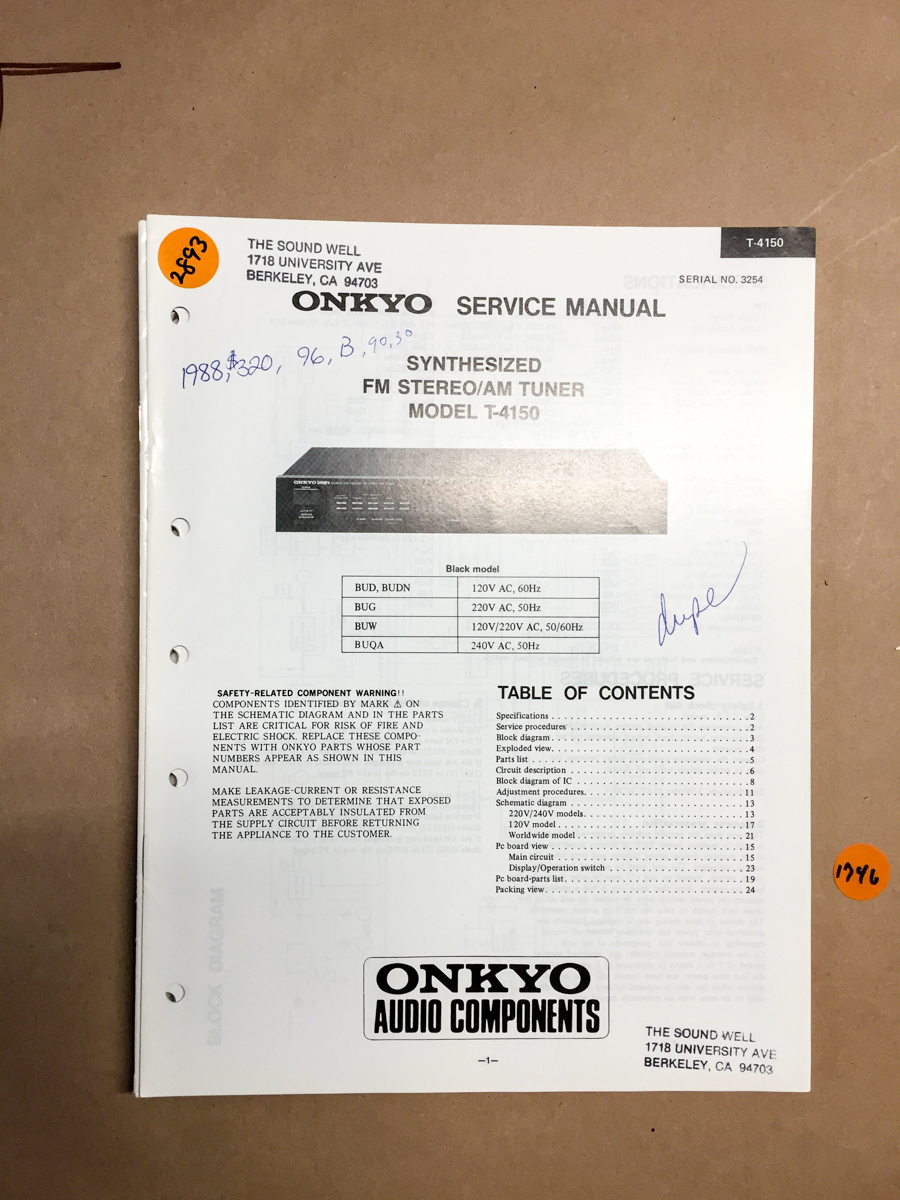 2893
THE SOUND WELL
1718 UNIVERSITY AVE
BERKELEY, CA 94703
T-4150
SERIAL NO. 3254
ONKYO SERVICE MANUAL
1988, $320, 96, B, 90, 30
SYNTHESIZED
FM STEREO/AM TUNER
MODEL T-4150
ONKYO
Black model
BUD, BUDN 120V AC, 60Hz
BUG 220V AC, 50Hz
BUW 120V/220V AC, 50/60Hz
BUQA 240V AC, 50Hz
dupe
SAFETY-RELATED COMPONENT WARNING!!
COMPONENTS IDENTIFIED BY MARK ⚠ ON
THE SCHEMATIC DIAGRAM AND IN THE PARTS
LIST ARE CRITICAL FOR RISK OF FIRE AND
ELECTRIC SHOCK. REPLACE THESE COMPO-
NENTS WITH ONKYO PARTS WHOSE PART
NUMBERS APPEAR AS SHOWN IN THIS
MANUAL.
MAKE LEAKAGE-CURRENT OR RESISTANCE
MEASUREMENTS TO DETERMINE THAT EXPOSED
PARTS ARE ACCEPTABLY INSULATED FROM
THE SUPPLY CIRCUIT BEFORE RETURNING
THE APPLIANCE TO THE CUSTOMER.
TABLE OF CONTENTS
Specifications . . . . . . . . . . 2
Service procedures . . . . . . . . . . 2
Block diagram . . . . . . . . . . 3
Exploded view . . . . . . . . . . 4
Parts list . . . . . . . . . . 5
Circuit description . . . . . . . . . . 6
Block diagram of IC . . . . . . . . . . 8
Adjustment procedures . . . . . . . . . . 11
Schematic diagram . . . . . . . . . . 13
220V/240V models . . . . . . . . . . 13
120V model . . . . . . . . . . 17
Worldwide model . . . . . . . . . . 21
Pc board view . . . . . . . . . . 15
Main circuit . . . . . . . . . . 15
Display/Operation switch . . . . . . . . . . 23
Pc board-parts list . . . . . . . . . . 19
Packing view . . . . . . . . . . 24
1746
ONKYO
AUDIO COMPONENTS
—1—
THE SOUND WELL
1718 UNIVERSITY AVE
BERKELEY, CA 94703